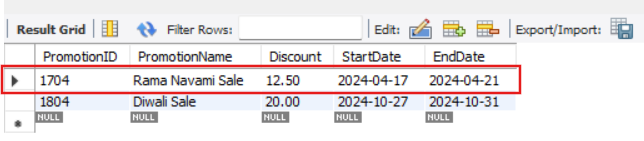 Result Grid Filter Rows: Edit: Export/Import:
PromotionID PromotionName Discount StartDate EndDate
1704 Rama Navami Sale 12.50 2024-04-17 2024-04-21
1804 Diwali Sale 20.00 2024-10-27 2024-10-31
NULL NULL NULL NULL NULL